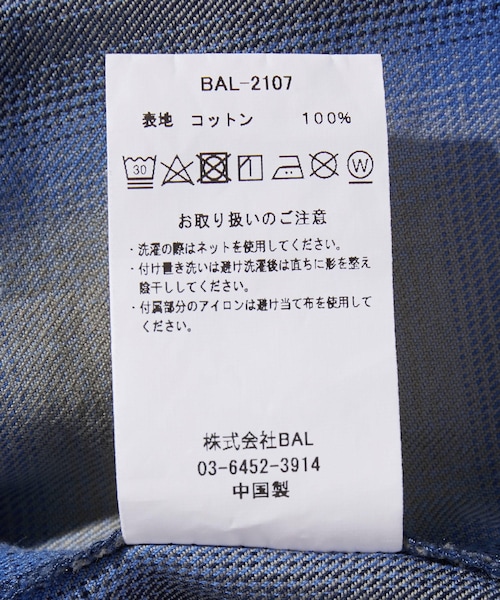 BAL-2107
表地 コットン 100%
30 W
お取り扱いのご注意
・洗濯の際はネットを使用してください。
・付け置き洗いは避け洗濯後は直ちに形を整え
陰干ししてください。
・付属部分のアイロンは避け当て布を使用して
ください。
株式会社BAL
03-6452-3914
中国製